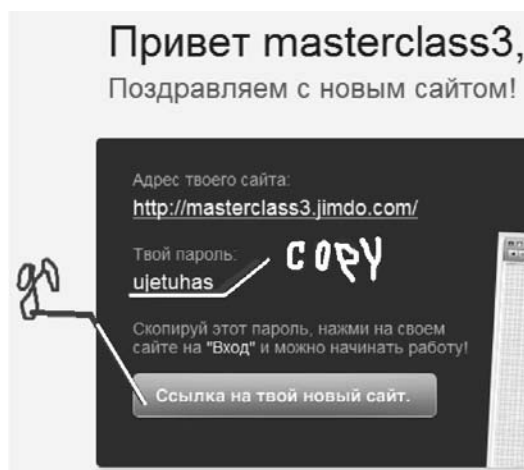 Привет masterclass3,
Поздравляем с новым сайтом!
Адрес твоего сайта:
http://masterclass3.jimdo.com/
Твой пароль:
ujetuhas
copy
Скопируй этот пароль, нажми на своем
сайте на "Вход" и можно начинать работу!
Ссылка на твой новый сайт.